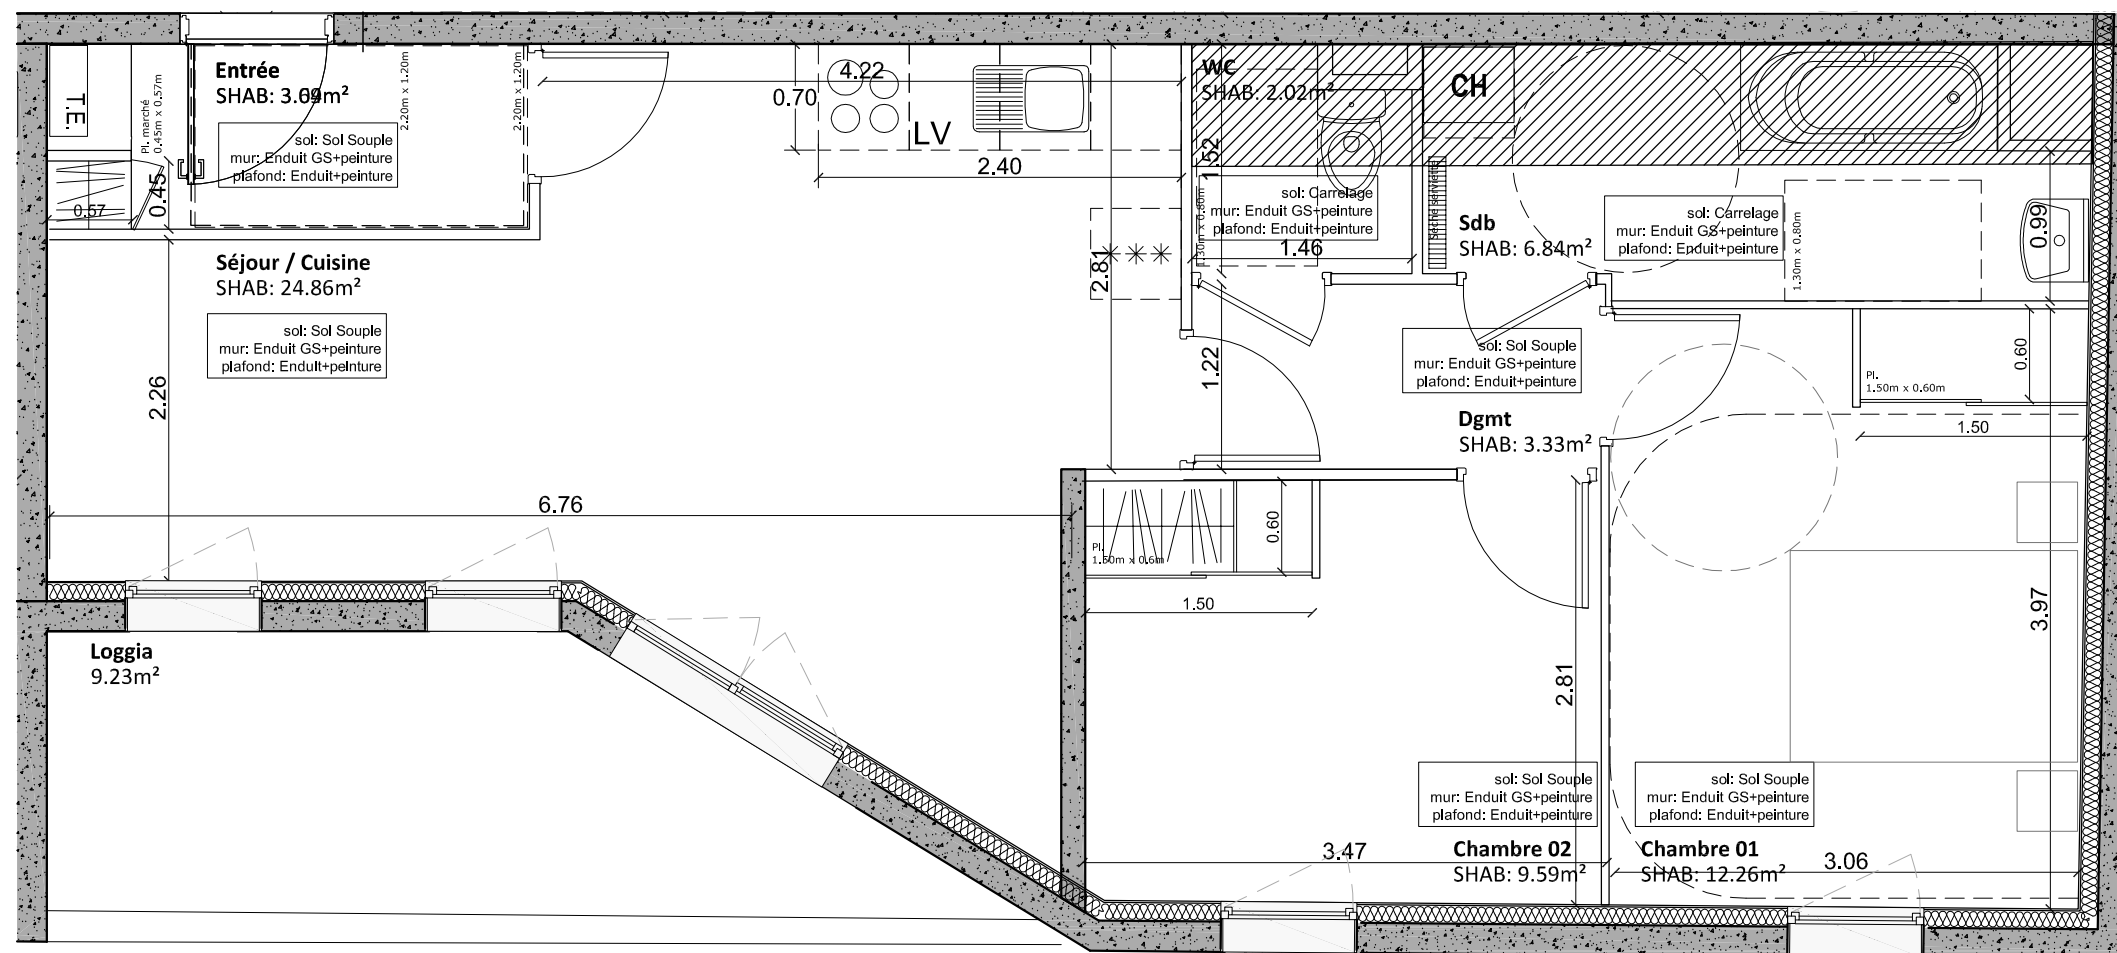 T.E.
Pl. marché
0,45m x 0.57m
0.45
0.57
Entrée
sol: Sol Souple
mur: Enduit GS+peinture
plafond: Enduit+peinture
2.20m x 1.20m
2.20m x 1.20m
4.22
0.70
LV
2.40
WC
SHAB: 2.02m²
1.52
1.30m x 0.80m
sol: Carrelage
mur: Enduit GS+peinture
plafond: Enduit+peinture
1.46
CH
Sèche serviette
Sdb
SHAB: 6.84m²
sol: Carrelage
mur: Enduit GS+peinture
plafond: Enduit+peinture
1.30m x 0.80m
0.99
Séjour / Cuisine
SHAB: 24.86m²
sol: Sol Souple
mur: Enduit GS+peinture
plafond: Enduit+peinture
2.26
2.81
1.22
sol: Sol Souple
mur: Enduit GS+peinture
plafond: Enduit+peinture
Dgmt
SHAB: 3.33m²
Pl.
1.50m x 0.60m
0.60
1.50
6.76
Pl.
1.50m x 0.6m
0.60
1.50
2.81
3.97
Loggia
9.23m²
sol: Sol Souple
mur: Enduit GS+peinture
plafond: Enduit+peinture
3.47
Chambre 02
SHAB: 9.59m²
sol: Sol Souple
mur: Enduit GS+peinture
plafond: Enduit+peinture
Chambre 01
SHAB: 12.26m²
3.06